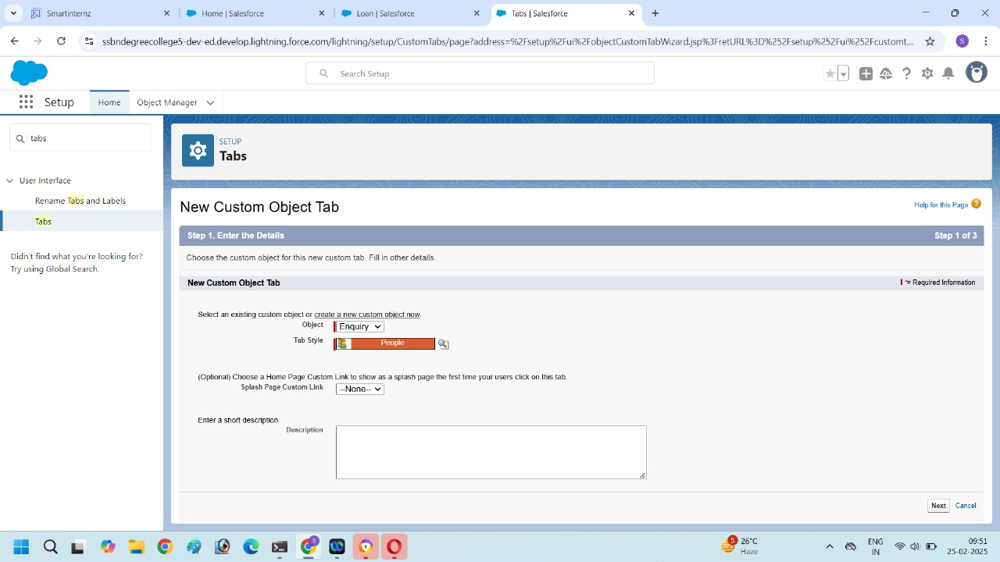 Smartinternz
Home | Salesforce
Loan | Salesforce
Tabs | Salesforce
ssbndegreecollege5-dev-ed.develop.lightning.force.com/lightning/setup/CustomTabs/page?address=%2Fsetup%2Fui%2FobjectCustomTabWizard.jsp%3FretURL%3D%252Fsetup%252Fui%252Fcustomt...
S
Search Setup
Setup
Home
Object Manager
tabs
User Interface
Rename Tabs and Labels
Tabs
Didn't find what you're looking for?
Try using Global Search.
SETUP
Tabs
New Custom Object Tab
Help for this Page
Step 1. Enter the Details
Step 1 of 3
Choose the custom object for this new custom tab. Fill in other details.
New Custom Object Tab
= Required Information
Select an existing custom object or create a new custom object now.
Object
Enquiry
Tab Style
People
(Optional) Choose a Home Page Custom Link to show as a splash page the first time your users click on this tab.
Splash Page Custom Link
--None--
Enter a short description.
Description
Next
Cancel
5
26°C
Haze
ENG
IN
09:51
25-02-2025